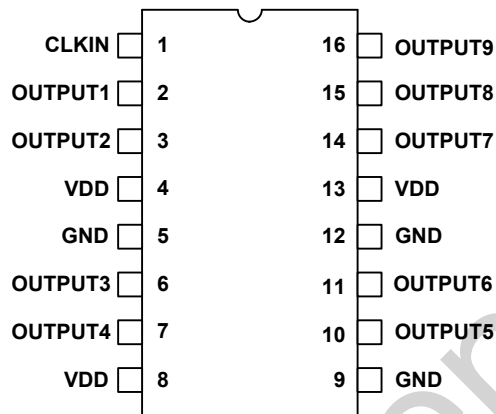 CLKIN 1 16 OUTPUT9
OUTPUT1 2 15 OUTPUT8
OUTPUT2 3 14 OUTPUT7
VDD 4 13 VDD
GND 5 12 GND
OUTPUT3 6 11 OUTPUT6
OUTPUT4 7 10 OUTPUT5
VDD 8 9 GND